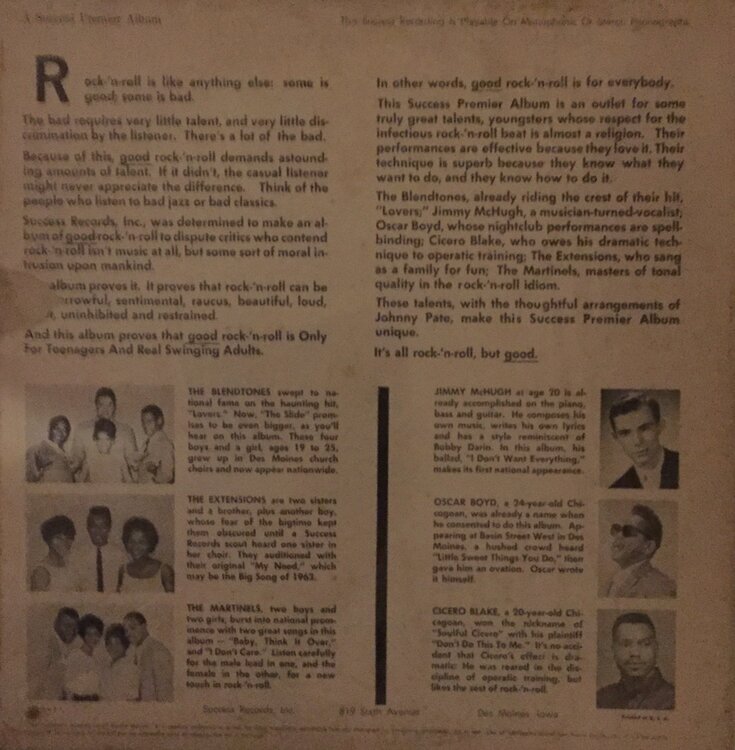 A Success Premier Album
This Success Recording Is Playable On Monophonic Or Stereo Phonographs
Rock-'n-roll is like anything else: some is
good; some is bad.
The bad requires very little talent, and very little dis-
crimination by the listener. There's a lot of the bad.
Because of this, good rock-'n-roll demands astound-
ing amounts of talent. If it didn't, the casual listener
might never appreciate the difference. Think of the
people who listen to bad jazz or bad classics.
Success Records, Inc., was determined to make an al-
bum of good rock-'n-roll to dispute critics who contend
rock-'n-roll isn't music at all, but some sort of moral in-
trusion upon mankind.
album proves it. It proves that rock-'n-roll can be
rrowful, sentimental, raucus, beautiful, loud,
uninhibited and restrained.
And this album proves that good rock-'n-roll is Only
For Teenagers And Real Swinging Adults.
In other words, good rock-'n-roll is for everybody.
This Success Premier Album is an outlet for some
truly great talents, youngsters whose respect for the
infectious rock-'n-roll beat is almost a religion. Their
performances are effective because they love it. Their
technique is superb because they know what they
want to do, and they know how to do it.
The Blendtones, already riding the crest of their hit,
"Lovers;" Jimmy McHugh, a musician-turned-vocalist;
Oscar Boyd, whose nightclub performances are spell-
binding; Cicero Blake, who owes his dramatic tech-
nique to operatic training; The Extensions, who sang
as a family for fun; The Martinels, masters of tonal
quality in the rock-'n-roll idiom.
These talents, with the thoughtful arrangements of
Johnny Pate, make this Success Premier Album
unique.
It's all rock-'n-roll, but good.
THE BLENDTONES swept to na-
tional fame on the haunting hit,
"Lovers." Now, "The Slide" prom-
ises to be even bigger, as you'll
hear on this album. These four
boys and a girl, ages 19 to 25,
grew up in Des Moines church
choirs and now appear nationwide.
THE EXTENSIONS are two sisters
and a brother, plus another boy,
whose fear of the bigtime kept
them obscured until a Success
Records scout heard one sister in
her choir. They auditioned with
their original "My Need," which
may be the Big Song of 1963.
THE MARTINELS, two boys and
two girls, burst into national prom-
inence with two great songs in this
album — "Baby, Think It Over,"
and "I Don't Care." Listen carefully
for the male lead in one, and the
female in the other, for a new
touch in rock-'n-roll.
JIMMY McHUGH at age 20 is al-
ready accomplished on the piano,
bass and guitar. He composes his
own music, writes his own lyrics
and has a style reminiscent of
Bobby Darin. In this album, his
ballad, "I Don't Want Everything,"
makes its first national appearance.
OSCAR BOYD, a 24-year-old Chi-
cagoan, was already a name when
he consented to do this album. Ap-
pearing at Basin Street West in Des
Moines, a hushed crowd heard
"Little Sweet Things You Do," then
gave him an ovation. Oscar wrote
it himself.
CICERO BLAKE, a 20-year-old Chi-
cagoan, won the nickname of
"Soulful Cicero" with his plaintiff
"Don't Do This To Me." It's no acci-
dent that Cicero's effect is dra-
matic: He was reared in the dis-
cipline of operatic training, but
likes the zest of rock-'n-roll.
Success Records, Inc. 819 Sixth Avenue Des Moines Iowa
Printed in U.S.A.